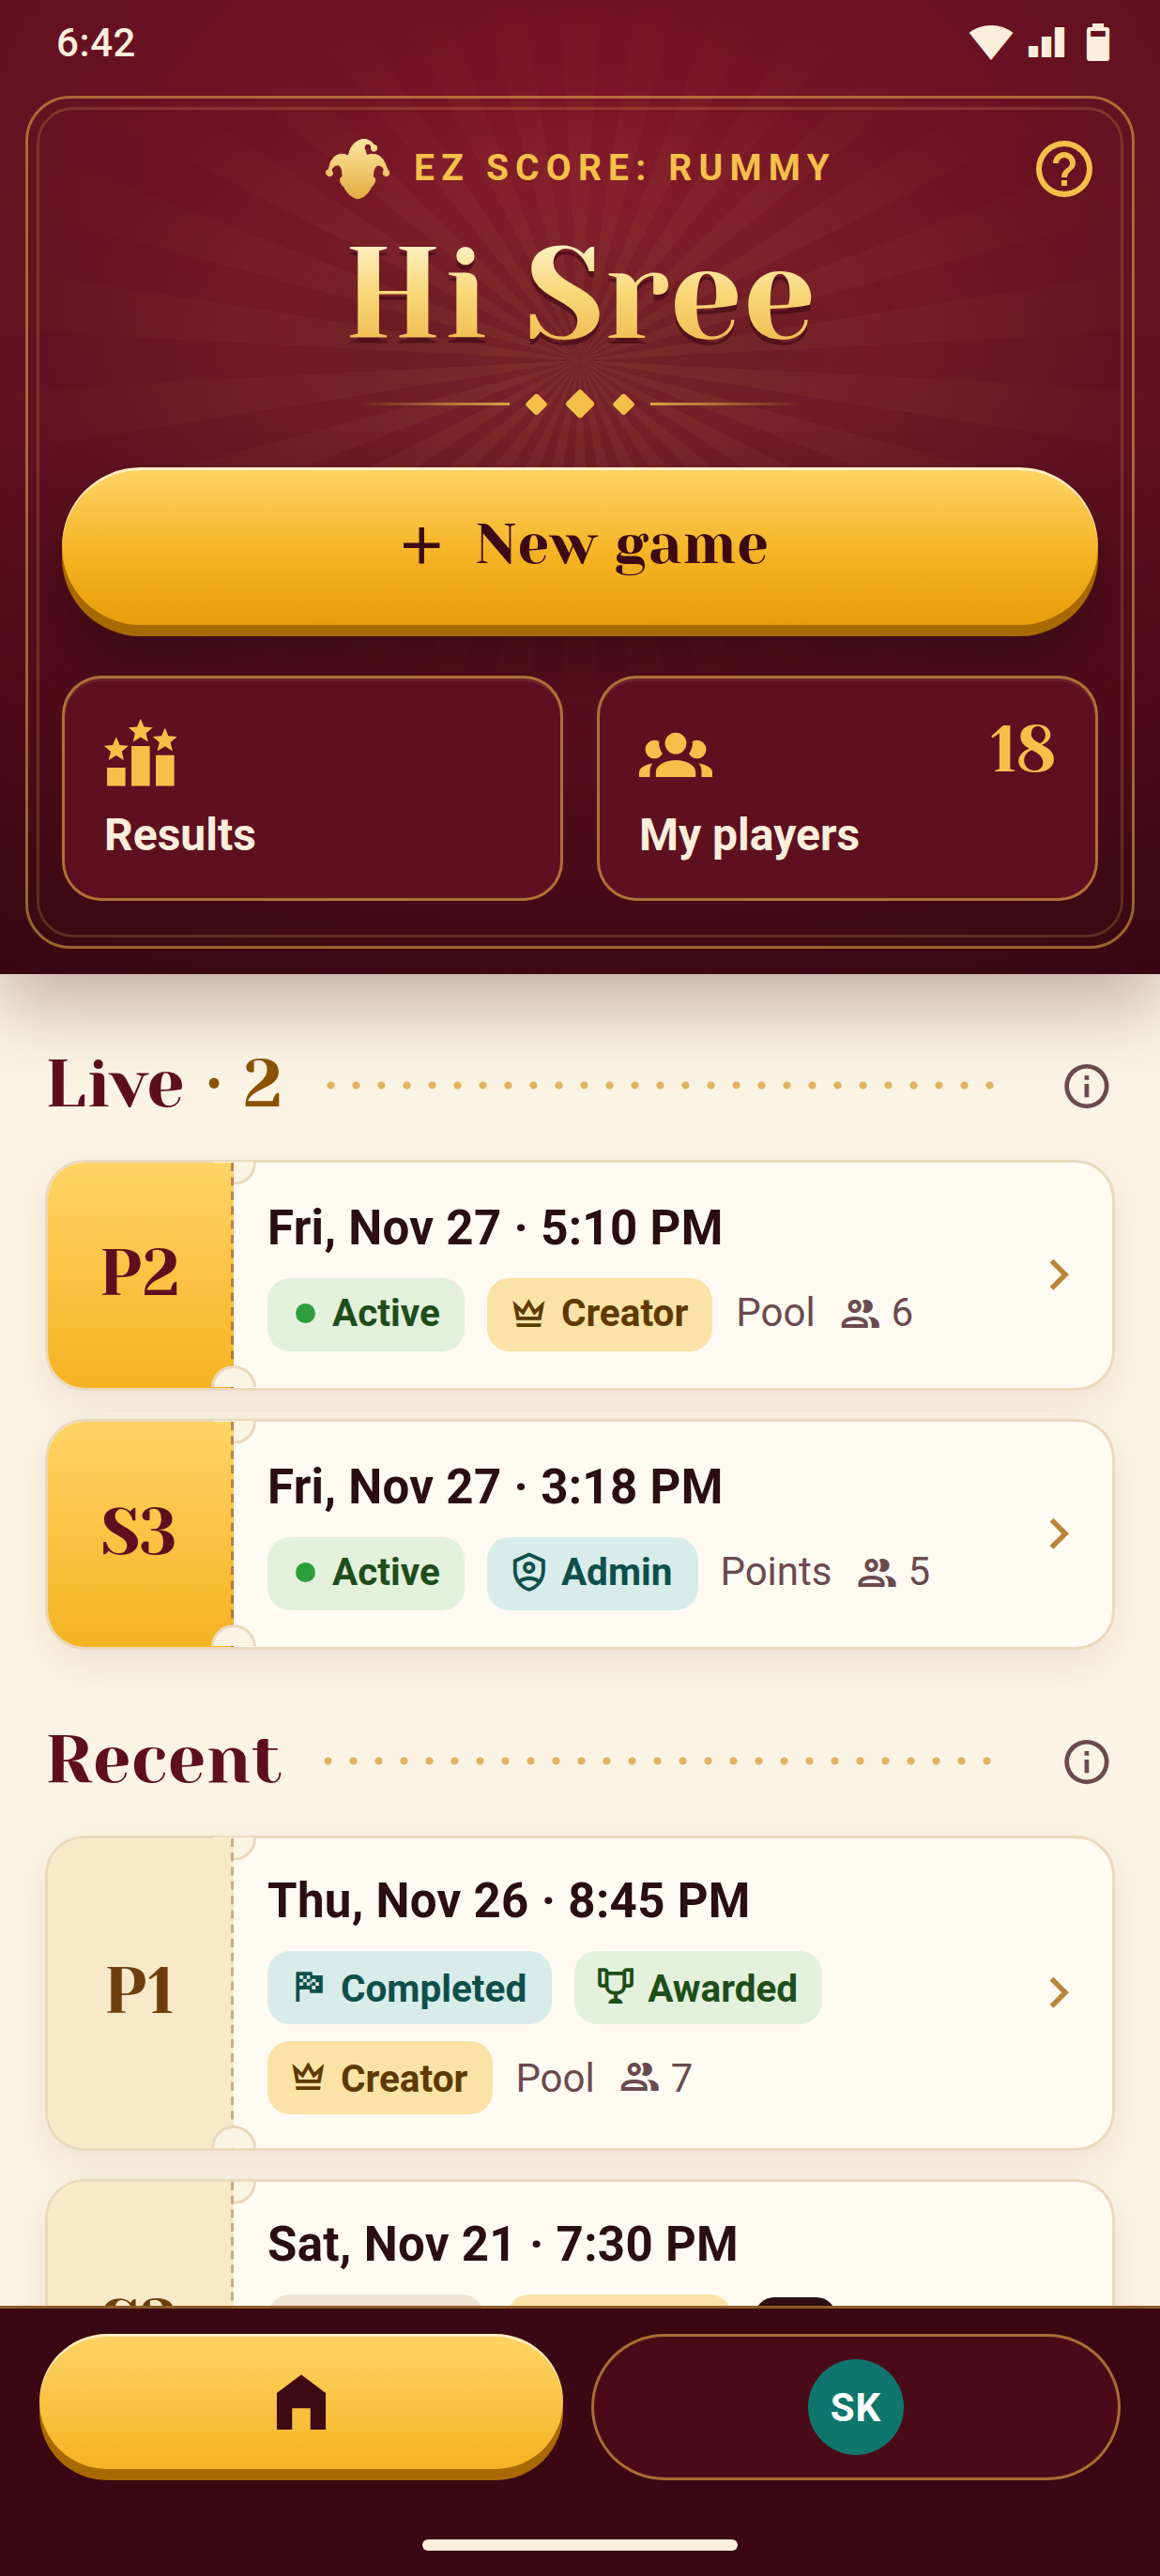 6:42
EZ SCORE: RUMMY
Hi Sree
+ New game
Results
18
My players
Live · 2
P2
Fri, Nov 27 · 5:10 PM
Active Creator Pool 6
S3
Fri, Nov 27 · 3:18 PM
Active Admin Points 5
Recent
P1
Thu, Nov 26 · 8:45 PM
Completed Awarded
Creator Pool 7
Sat, Nov 21 · 7:30 PM
SK